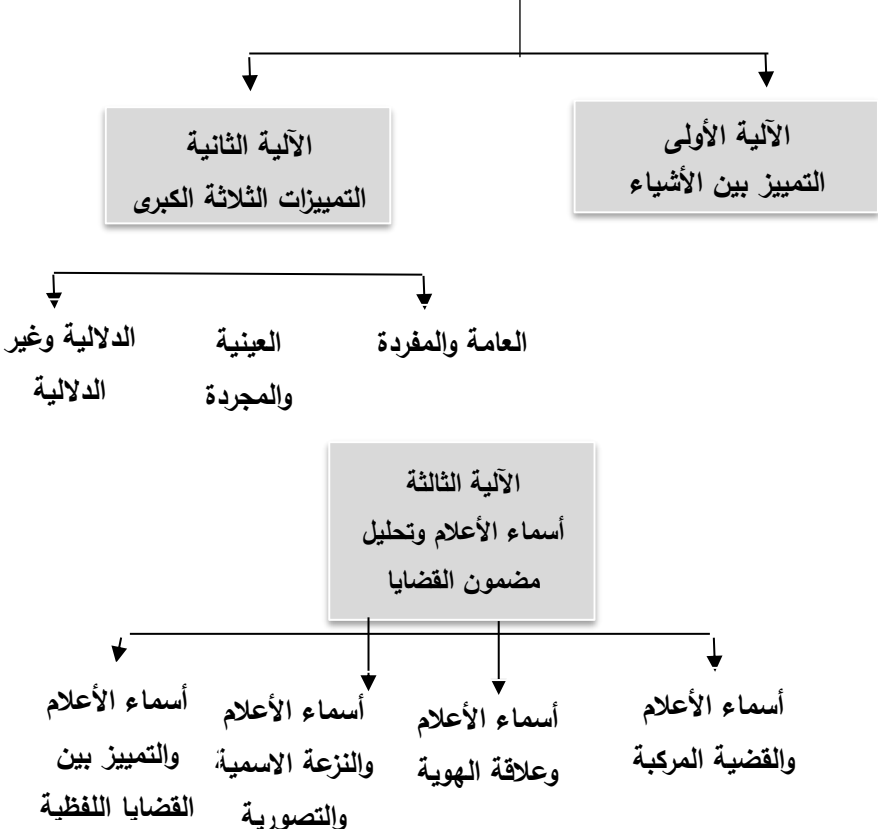 الآلية الأولى
التمييز بين الأشياء
الآلية الثانية
التمييزات الثلاثة الكبرى
العامة والمفردة
العينية
والمجردة
الدلالية وغير
الدلالية
الآلية الثالثة
أسماء الأعلام وتحليل
مضمون القضايا
أسماء الأعلام
والقضية المركبة
أسماء الأعلام
وعلاقة الهوية
أسماء الأعلام
والنزعة الاسمية
والتصورية
أسماء الأعلام
والتمييز بين
القضايا اللفظية